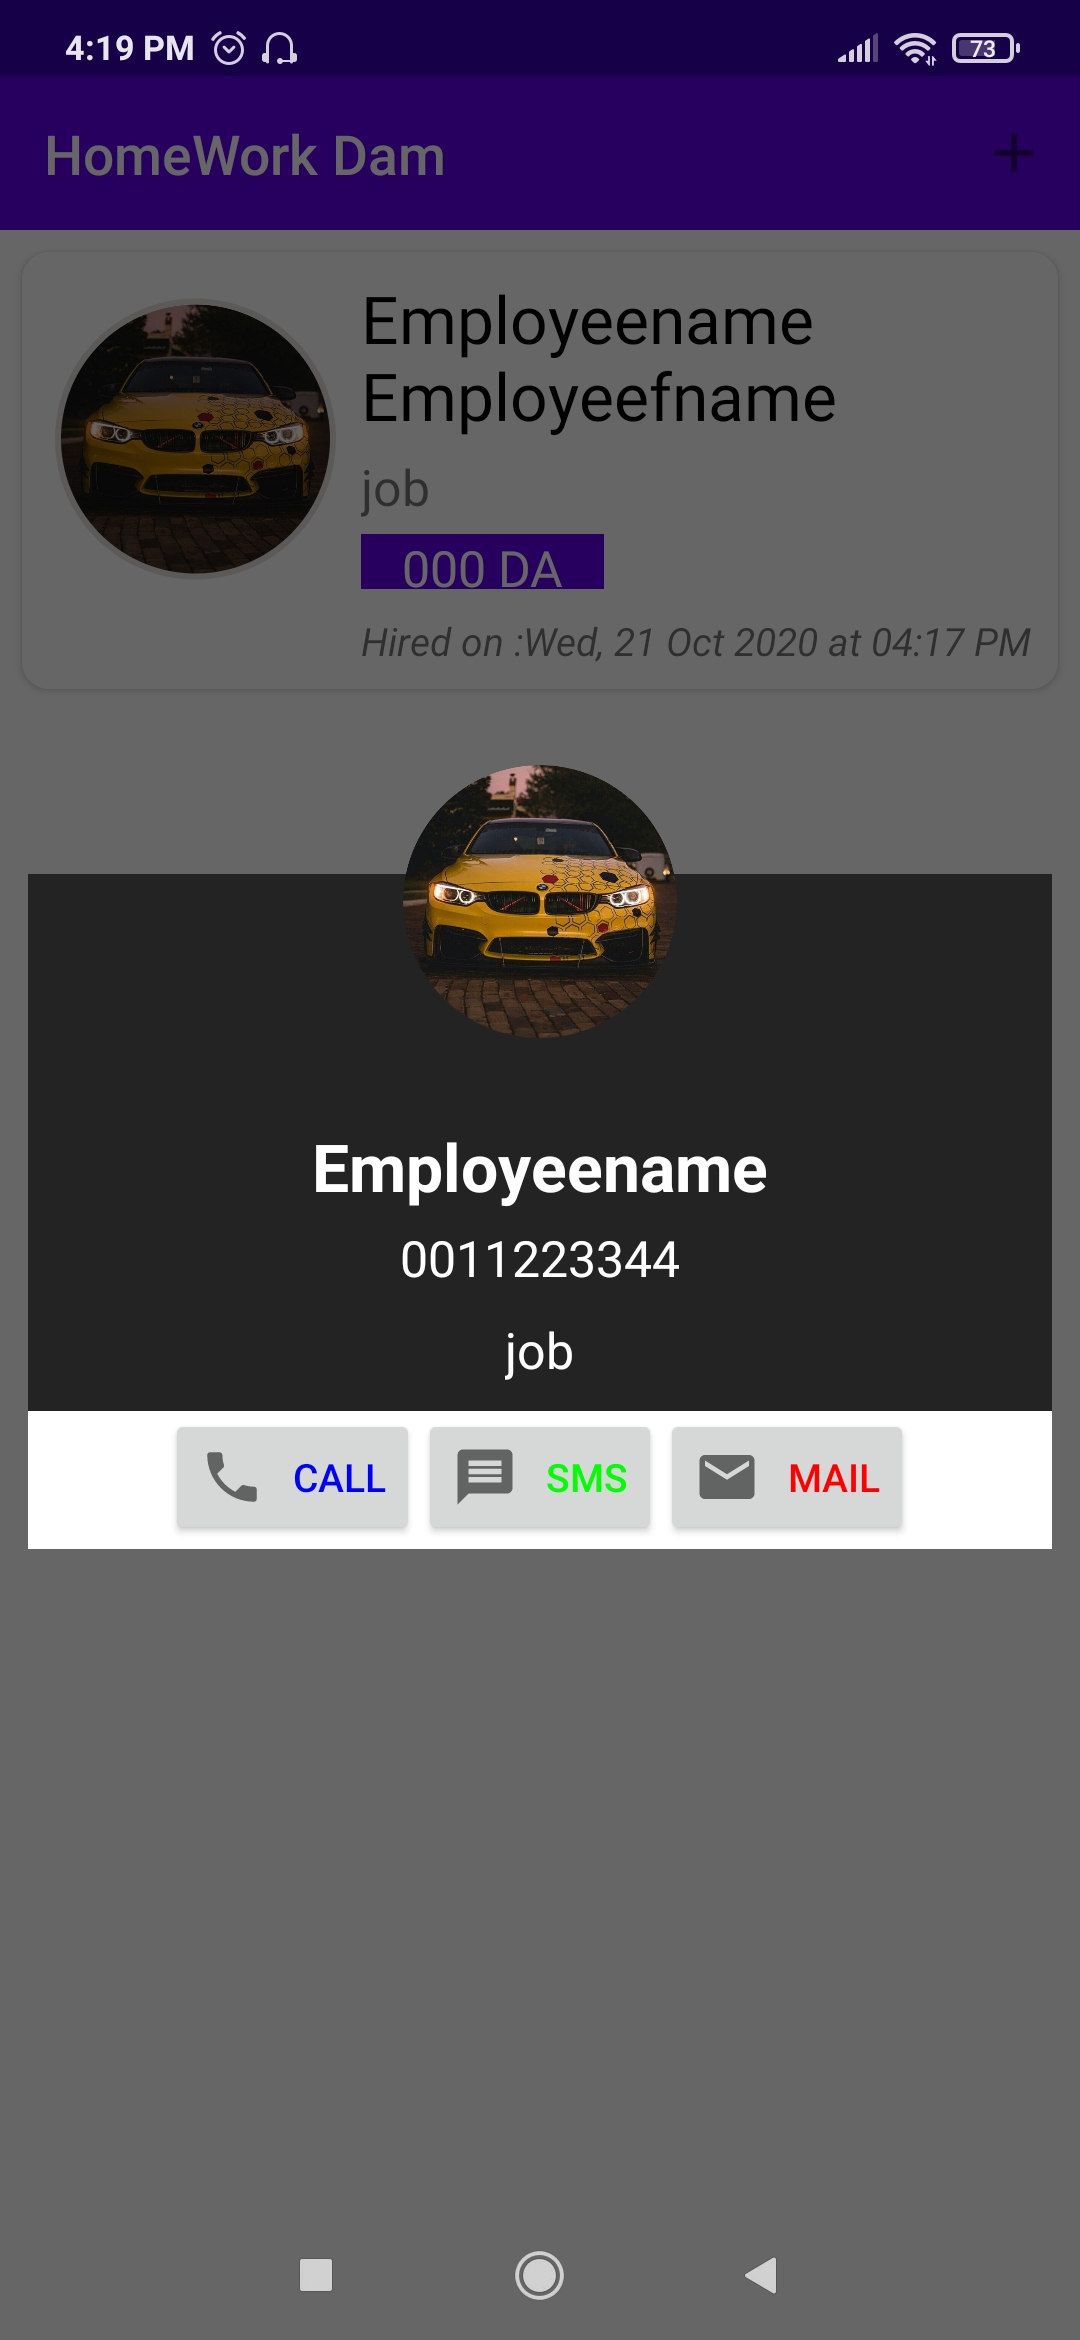 4:19 PM
73
HomeWork Dam
+
Employeename
Employeefname
job
000 DA
Hired on :Wed, 21 Oct 2020 at 04:17 PM
Employeename
0011223344
job
CALL
SMS
MAIL